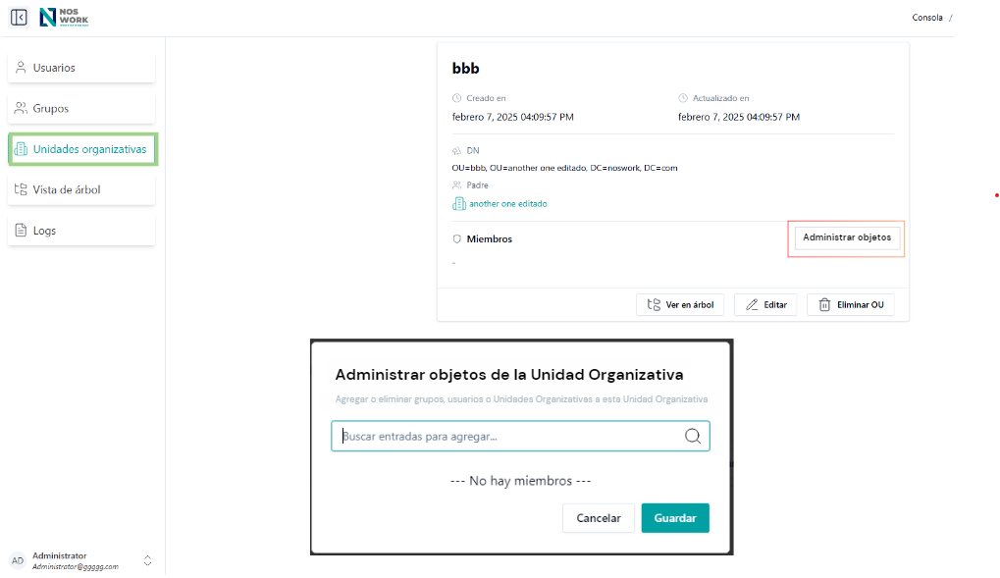 NOS
WORK
Consola /
Usuarios
Grupos
Unidades organizativas
Vista de árbol
Logs
bbb
Creado en
Actualizado en
febrero 7, 2025 04:09:57 PM
febrero 7, 2025 04:09:57 PM
DN
OU=bbb, OU=another one editado, DC=noswork, DC=com
Padre
another one editado
Miembros
Administrar objetos
-
Ver en árbol
Editar
Eliminar OU
Administrar objetos de la Unidad Organizativa
Agregar o eliminar grupos, usuarios o Unidades Organizativas a esta Unidad Organizativa
Buscar entradas para agregar...
--- No hay miembros ---
Cancelar
Guardar
AD
Administrator
Administrator@ggggg.com